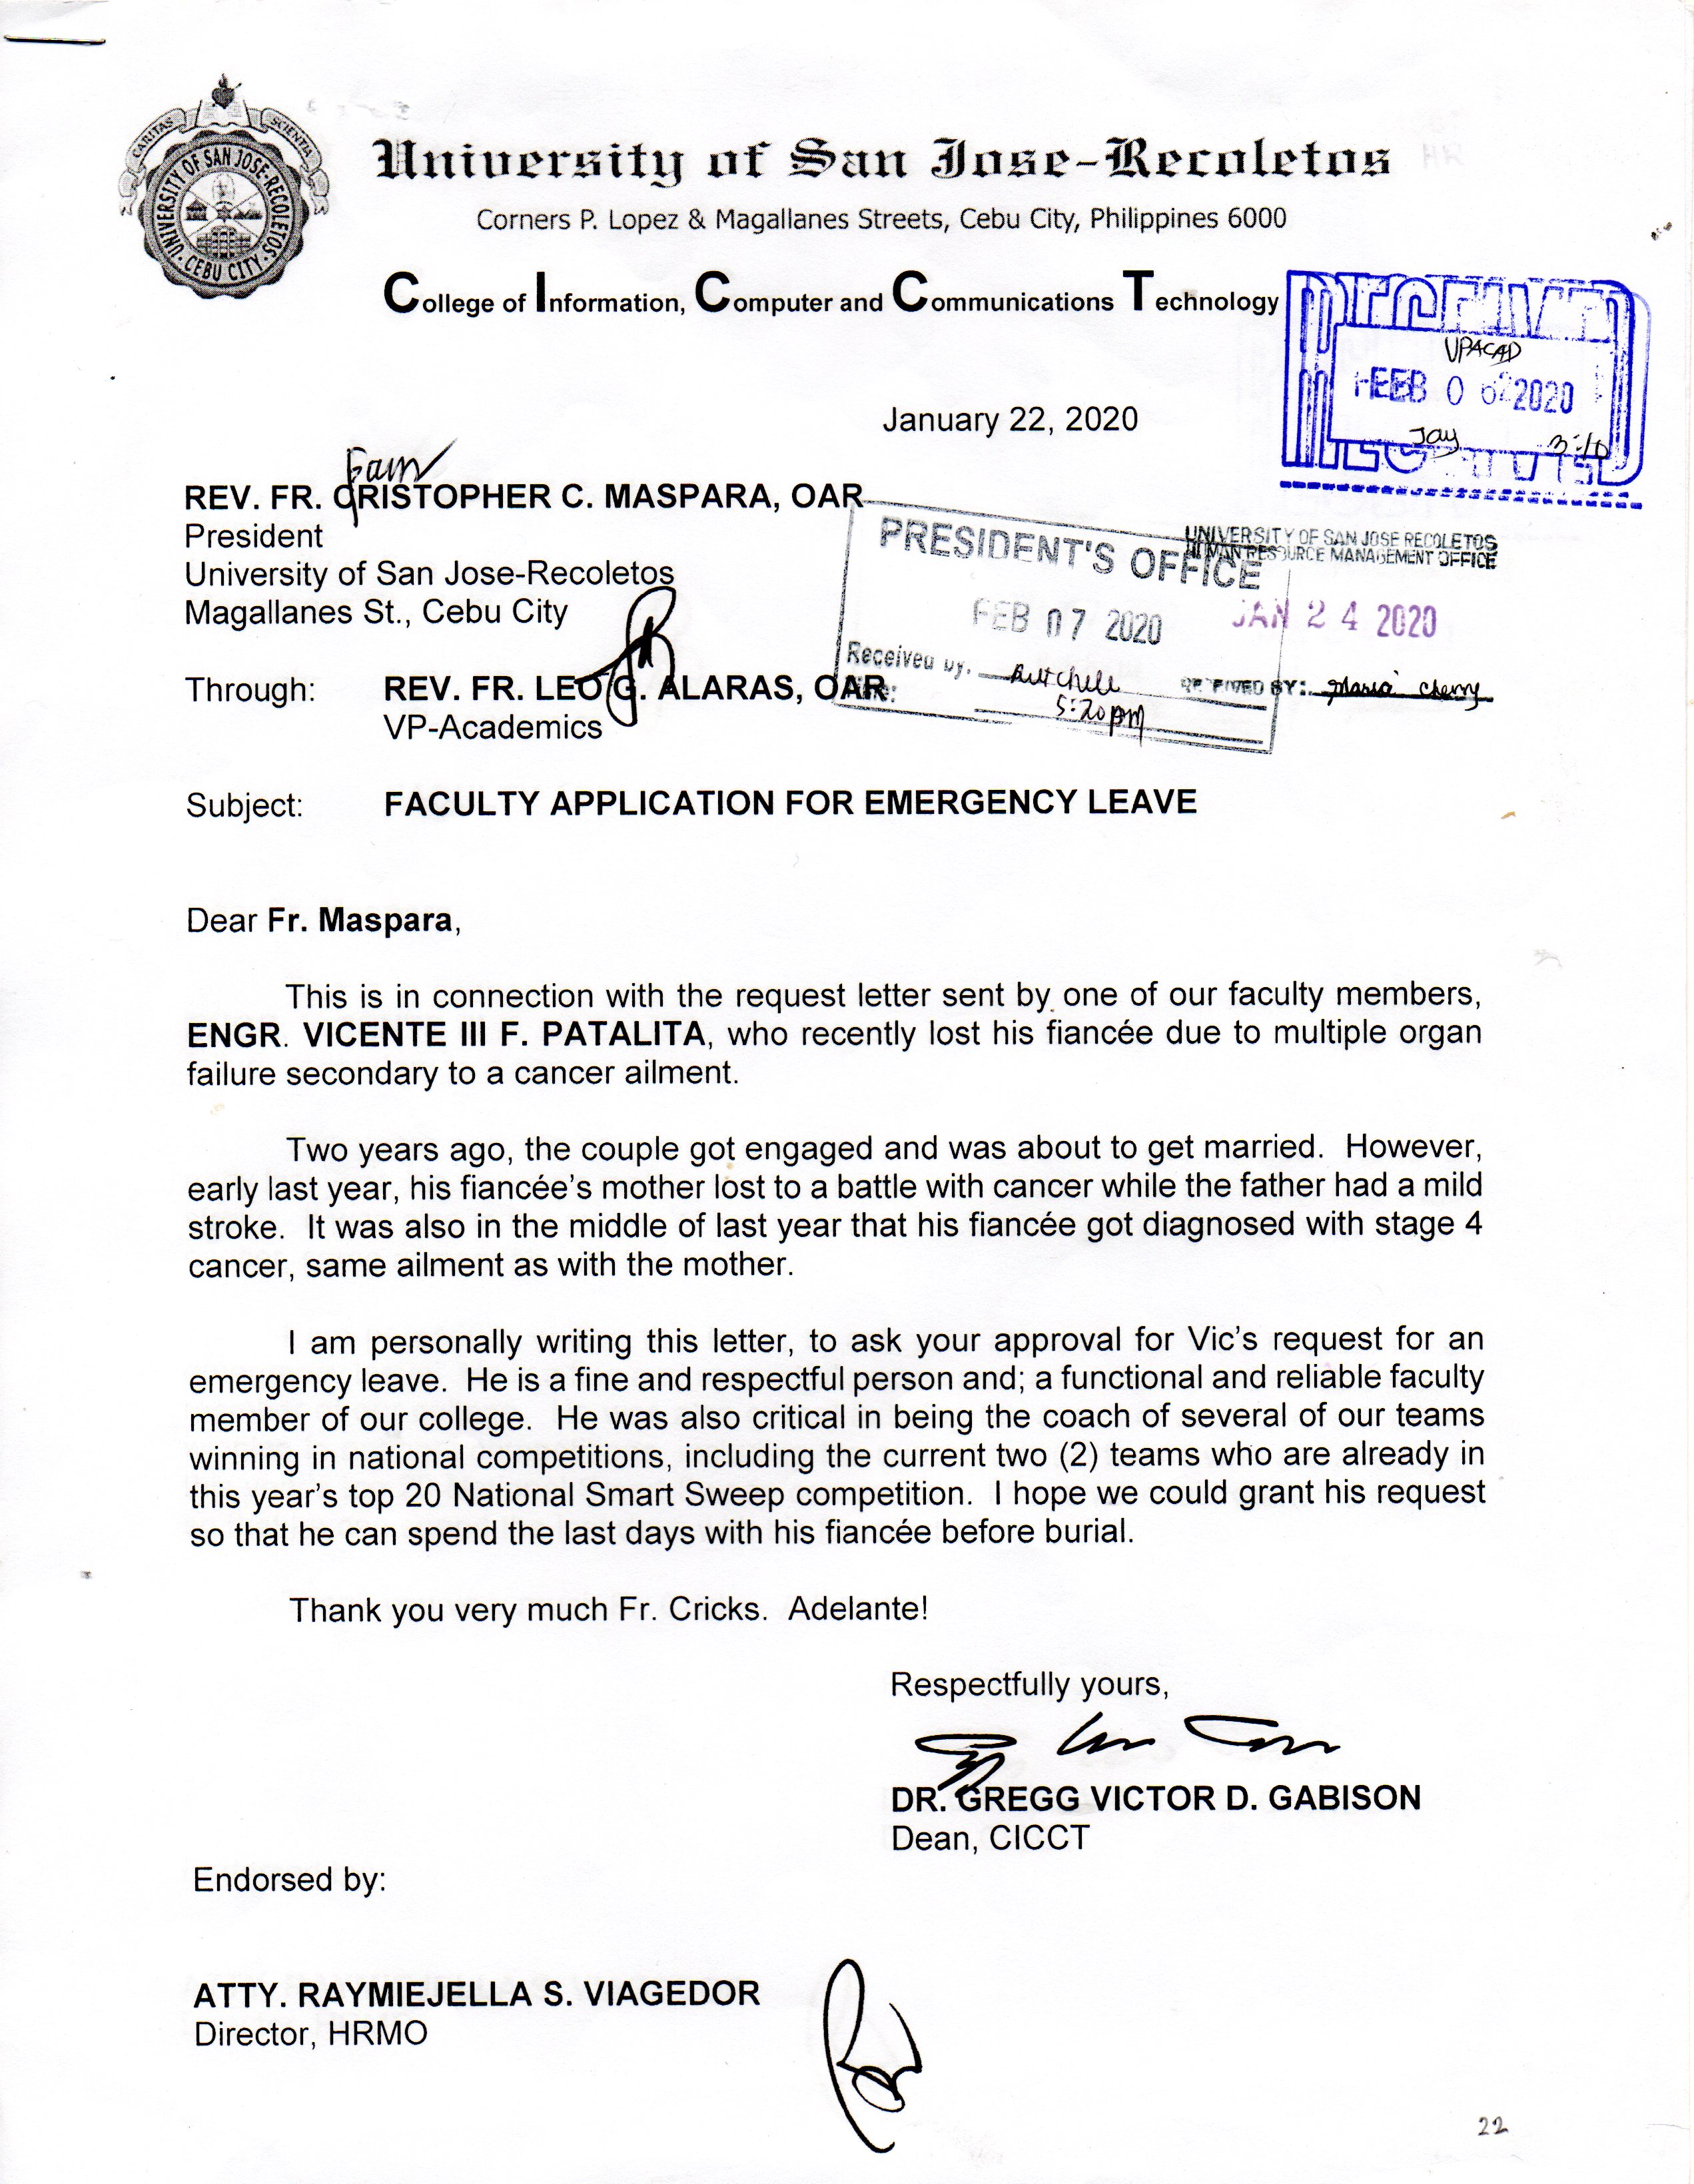 CARITAS SCIENTIA
UNIVERSITY OF SAN JOSE-RECOLETOS
CEBU CITY
University of San Jose-Recoletos
Corners P. Lopez & Magallanes Streets, Cebu City, Philippines 6000
College of Information, Computer and Communications Technology
RECEIVED
VPACAD
FEB 0 2020
Jay 3:10
January 22, 2020
REV. FR. CRISTOPHER C. MASPARA, OAR
President
University of San Jose-Recoletos
Magallanes St., Cebu City
PRESIDENT'S OFFICE
FEB 07 2020
Received by:
5:20pm
UNIVERSITY OF SAN JOSE RECOLETOS
HUMAN RESOURCE MANAGEMENT OFFICE
JAN 24 2020
RECEIVED BY: Maria Cherry
Through: REV. FR. LEO G. ALARAS, OAR
VP-Academics
Subject: FACULTY APPLICATION FOR EMERGENCY LEAVE
Dear Fr. Maspara,
This is in connection with the request letter sent by one of our faculty members,
ENGR. VICENTE III F. PATALITA, who recently lost his fiancée due to multiple organ
failure secondary to a cancer ailment.
Two years ago, the couple got engaged and was about to get married. However,
early last year, his fiancée's mother lost to a battle with cancer while the father had a mild
stroke. It was also in the middle of last year that his fiancée got diagnosed with stage 4
cancer, same ailment as with the mother.
I am personally writing this letter, to ask your approval for Vic's request for an
emergency leave. He is a fine and respectful person and; a functional and reliable faculty
member of our college. He was also critical in being the coach of several of our teams
winning in national competitions, including the current two (2) teams who are already in
this year's top 20 National Smart Sweep competition. I hope we could grant his request
so that he can spend the last days with his fiancée before burial.
Thank you very much Fr. Cricks. Adelante!
Respectfully yours,
DR. GREGG VICTOR D. GABISON
Dean, CICCT
Endorsed by:
ATTY. RAYMIEJELLA S. VIAGEDOR
Director, HRMO
22